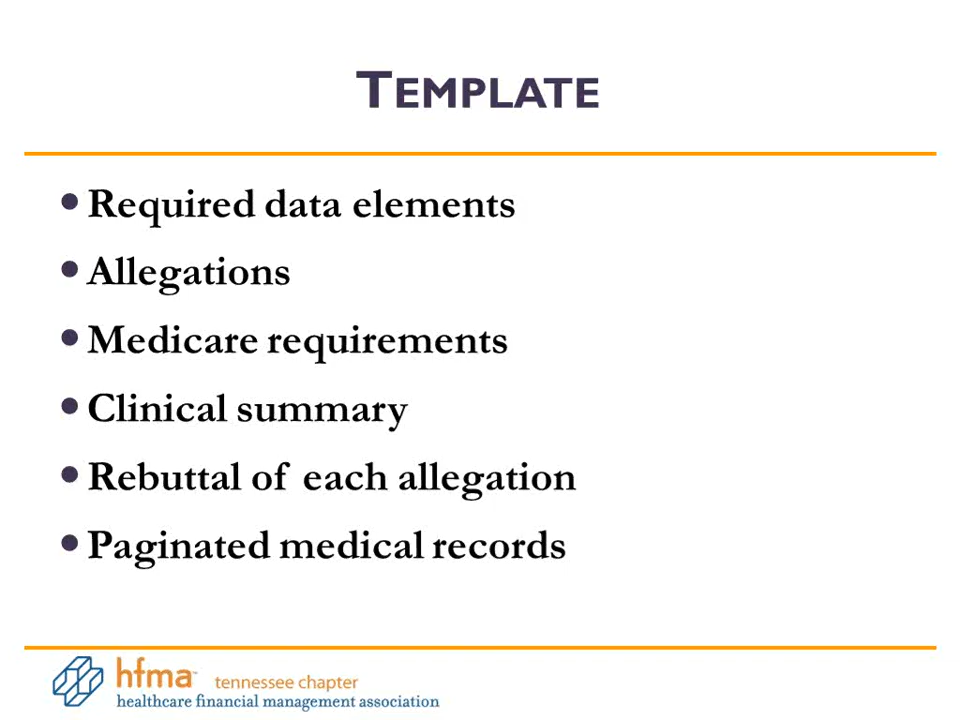 TEMPLATE
• Required data elements
• Allegations
• Medicare requirements
• Clinical summary
• Rebuttal of each allegation
• Paginated medical records
hfma™ tennessee chapter
healthcare financial management association